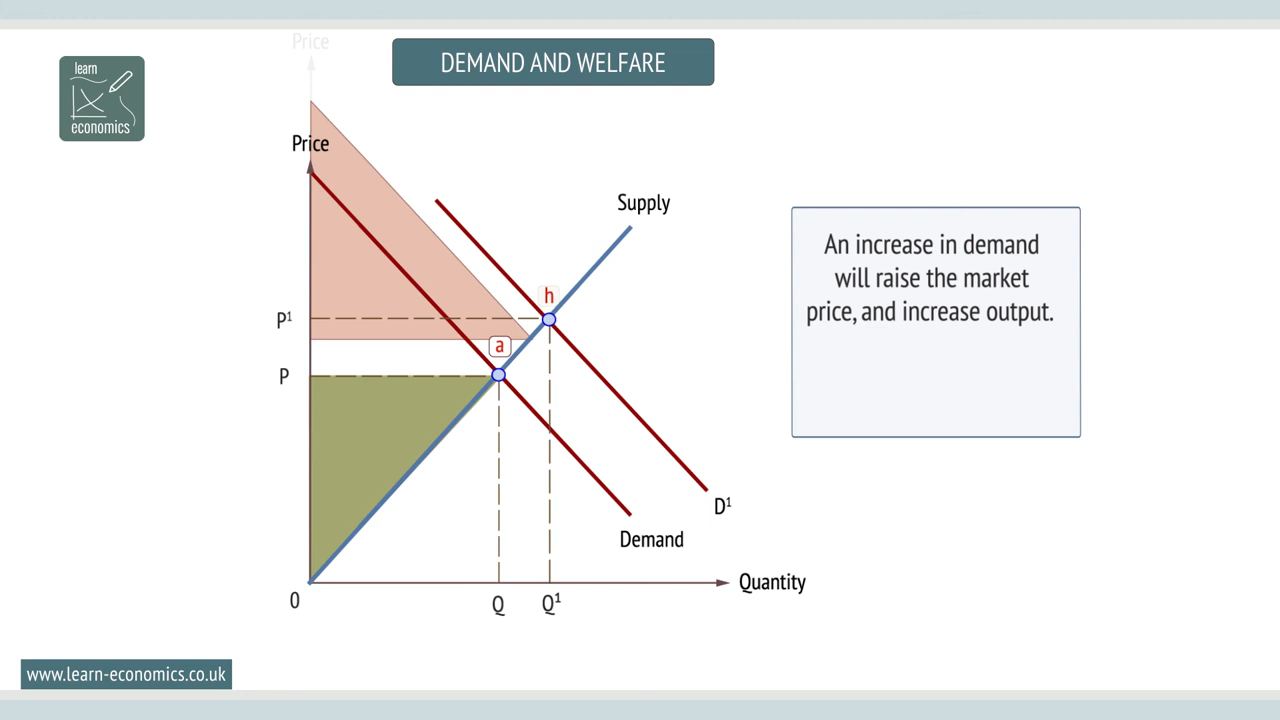 Price
DEMAND AND WELFARE
learn
economics
Price
Supply
An increase in demand
will raise the market
price, and increase output.
h
P¹
a
P
D¹
Demand
Quantity
0
Q
Q¹
www.learn-economics.co.uk